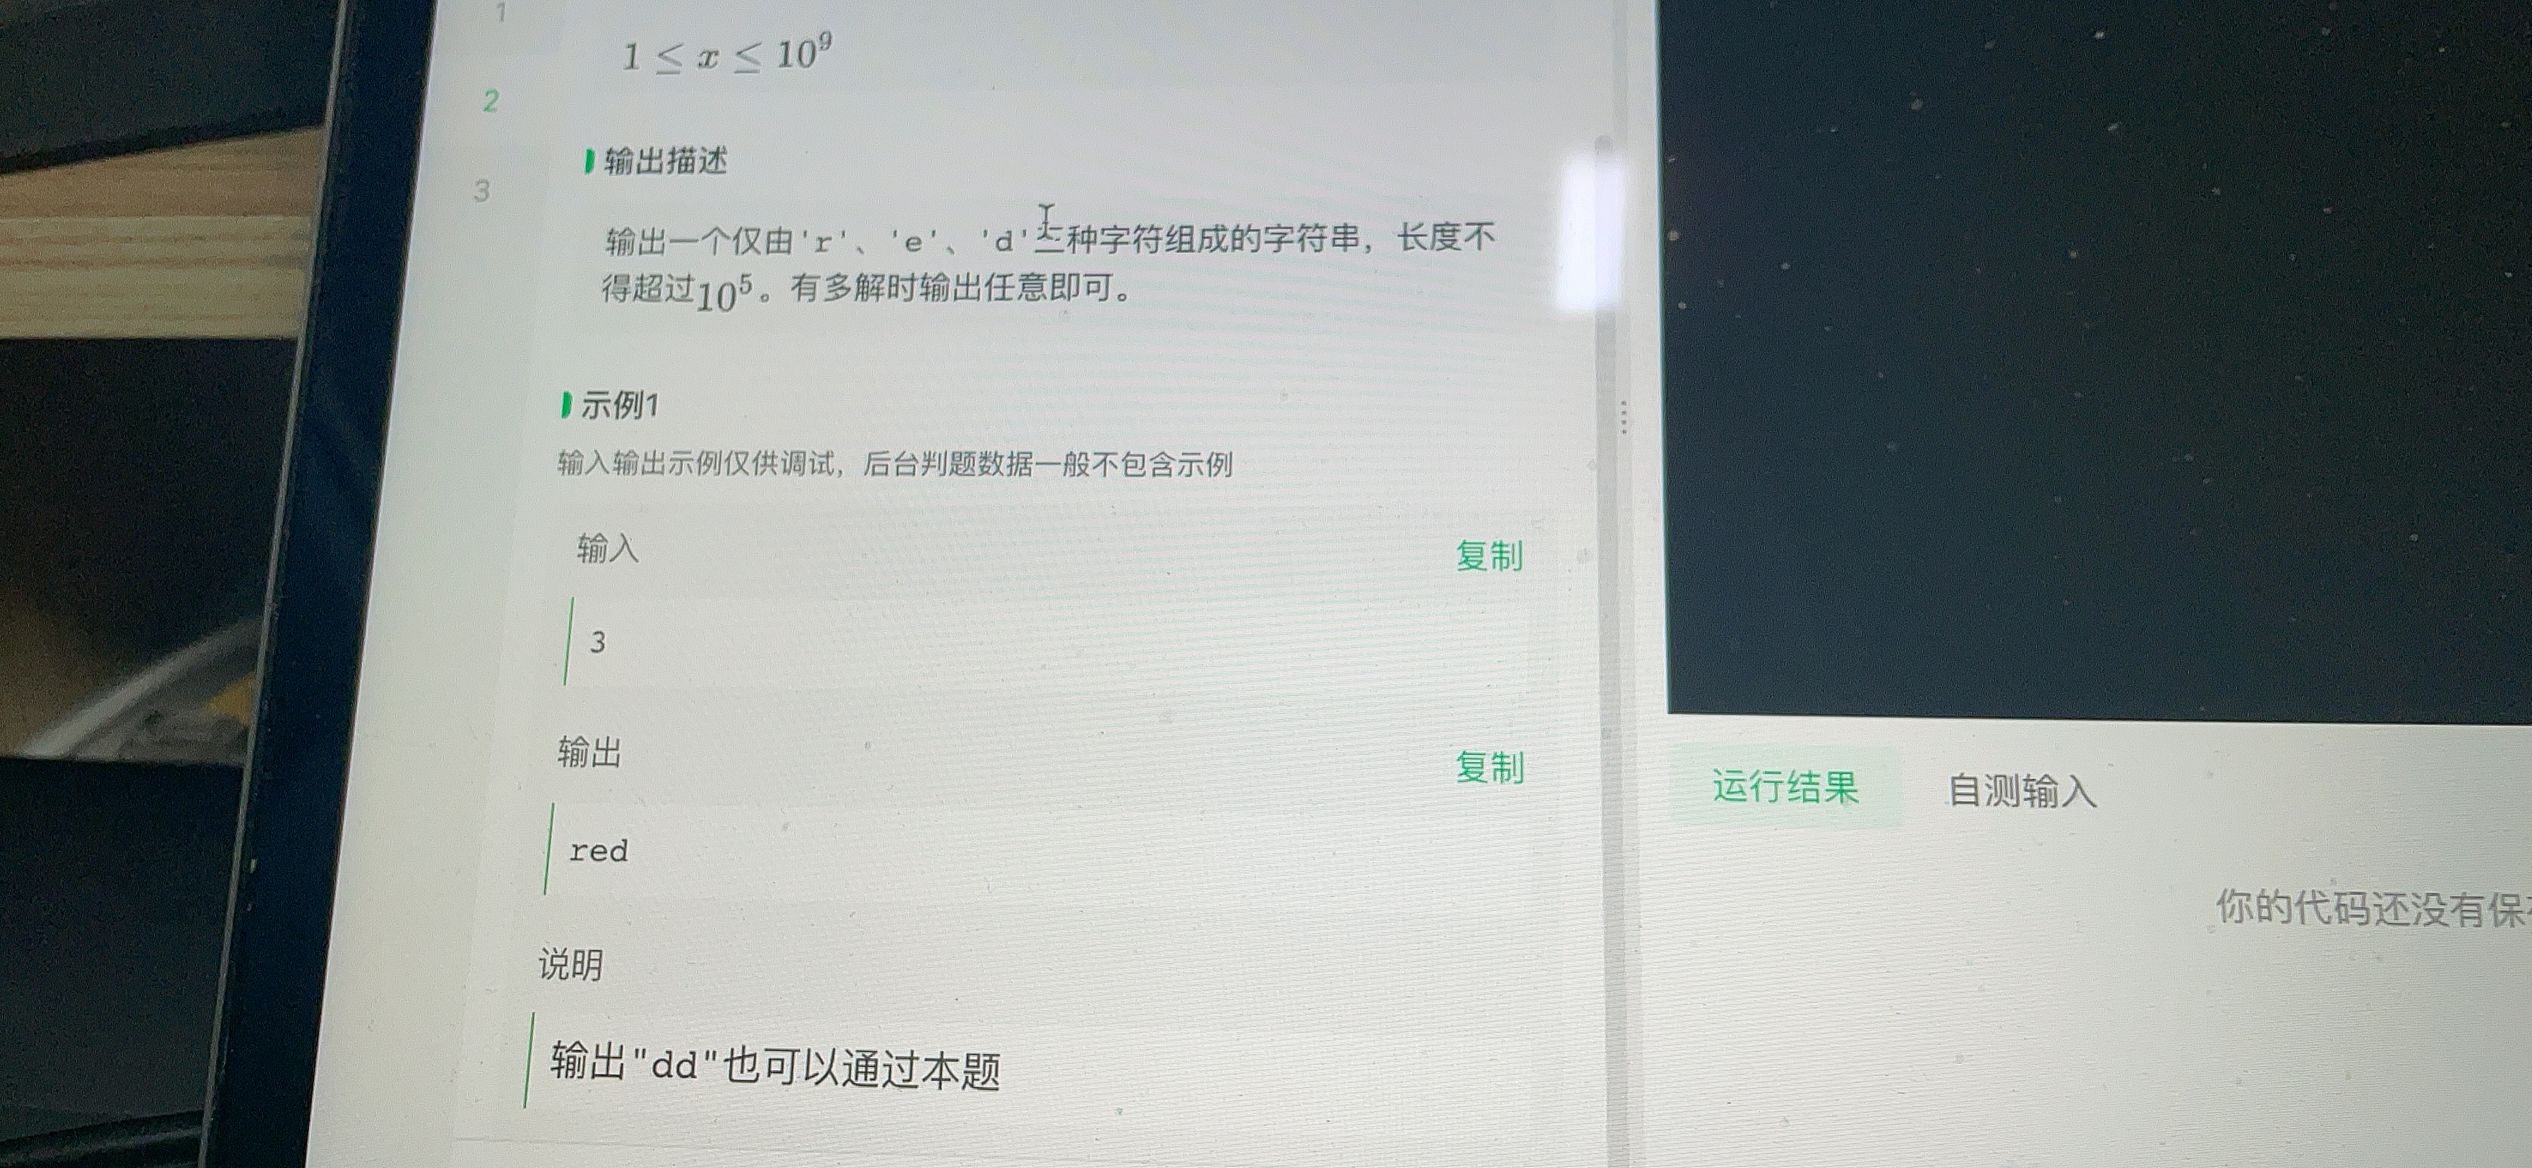 1
1 ≤ x ≤ 10⁹
2
输出描述
3
输出一个仅由'r'、'e'、'd'三种字符组成的字符串，长度不
得超过10⁵。有多解时输出任意即可。
示例1
输入输出示例仅供调试，后台判题数据一般不包含示例
输入
复制
3
输出
复制
red
说明
输出"dd"也可以通过本题
运行结果
自测输入
你的代码还没有保